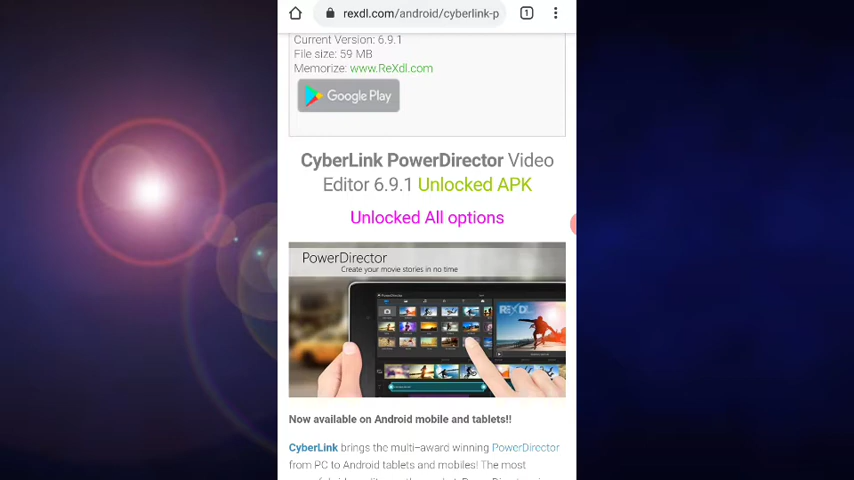 rexdl.com/android/cyberlink-p
1
Current Version: 6.9.1
File size: 59 MB
Memorize: www.ReXdl.com
Google Play
CyberLink PowerDirector Video
Editor 6.9.1 Unlocked APK
Unlocked All options
PowerDirector
Create your movie stories in no time
REXDL
Now available on Android mobile and tablets!!
CyberLink brings the multi–award winning PowerDirector
from PC to Android tablets and mobiles! The most